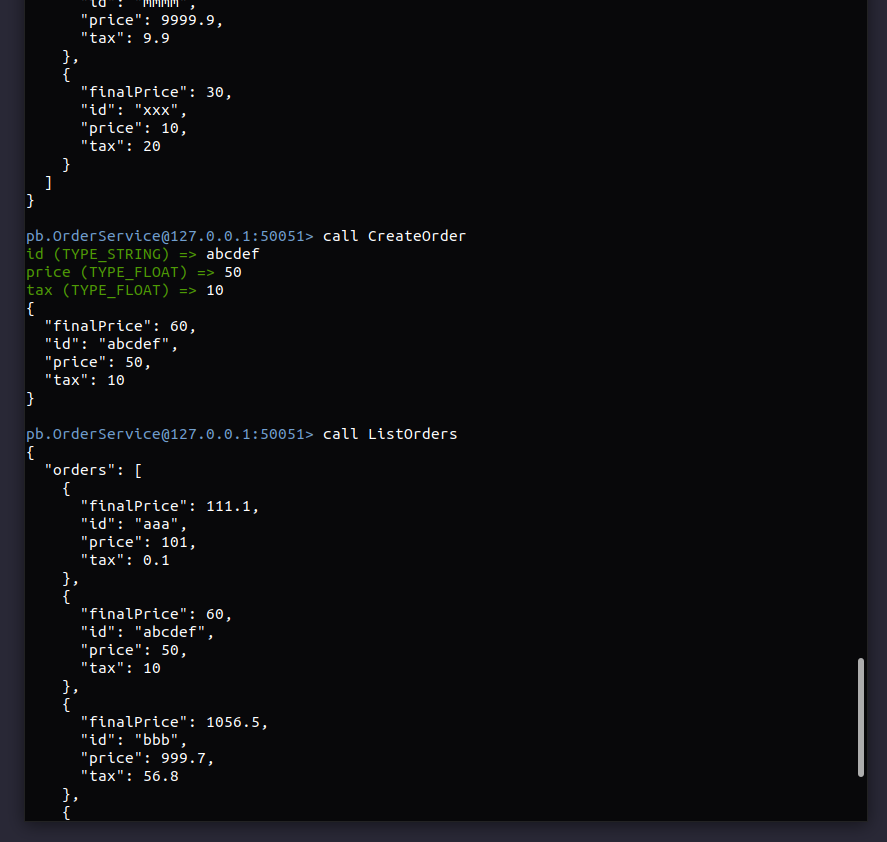 "id": "MMMM",
"price": 9999.9,
"tax": 9.9
},
{
"finalPrice": 30,
"id": "xxx",
"price": 10,
"tax": 20
}
]
}
pb.OrderService@127.0.0.1:50051> call CreateOrder
id (TYPE_STRING) => abcdef
price (TYPE_FLOAT) => 50
tax (TYPE_FLOAT) => 10
{
"finalPrice": 60,
"id": "abcdef",
"price": 50,
"tax": 10
}
pb.OrderService@127.0.0.1:50051> call ListOrders
{
"orders": [
{
"finalPrice": 111.1,
"id": "aaa",
"price": 101,
"tax": 0.1
},
{
"finalPrice": 60,
"id": "abcdef",
"price": 50,
"tax": 10
},
{
"finalPrice": 1056.5,
"id": "bbb",
"price": 999.7,
"tax": 56.8
},
{